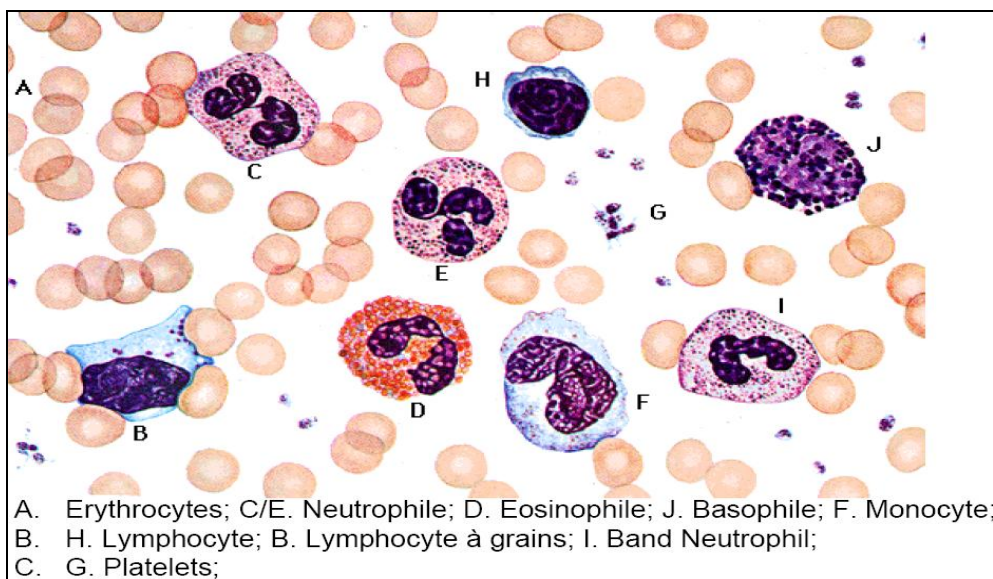 H
A
J
C
G
E
I
D
F
B
A. Erythrocytes; C/E. Neutrophile; D. Eosinophile; J. Basophile; F. Monocyte;
B. H. Lymphocyte; B. Lymphocyte à grains; I. Band Neutrophil;
C. G. Platelets;